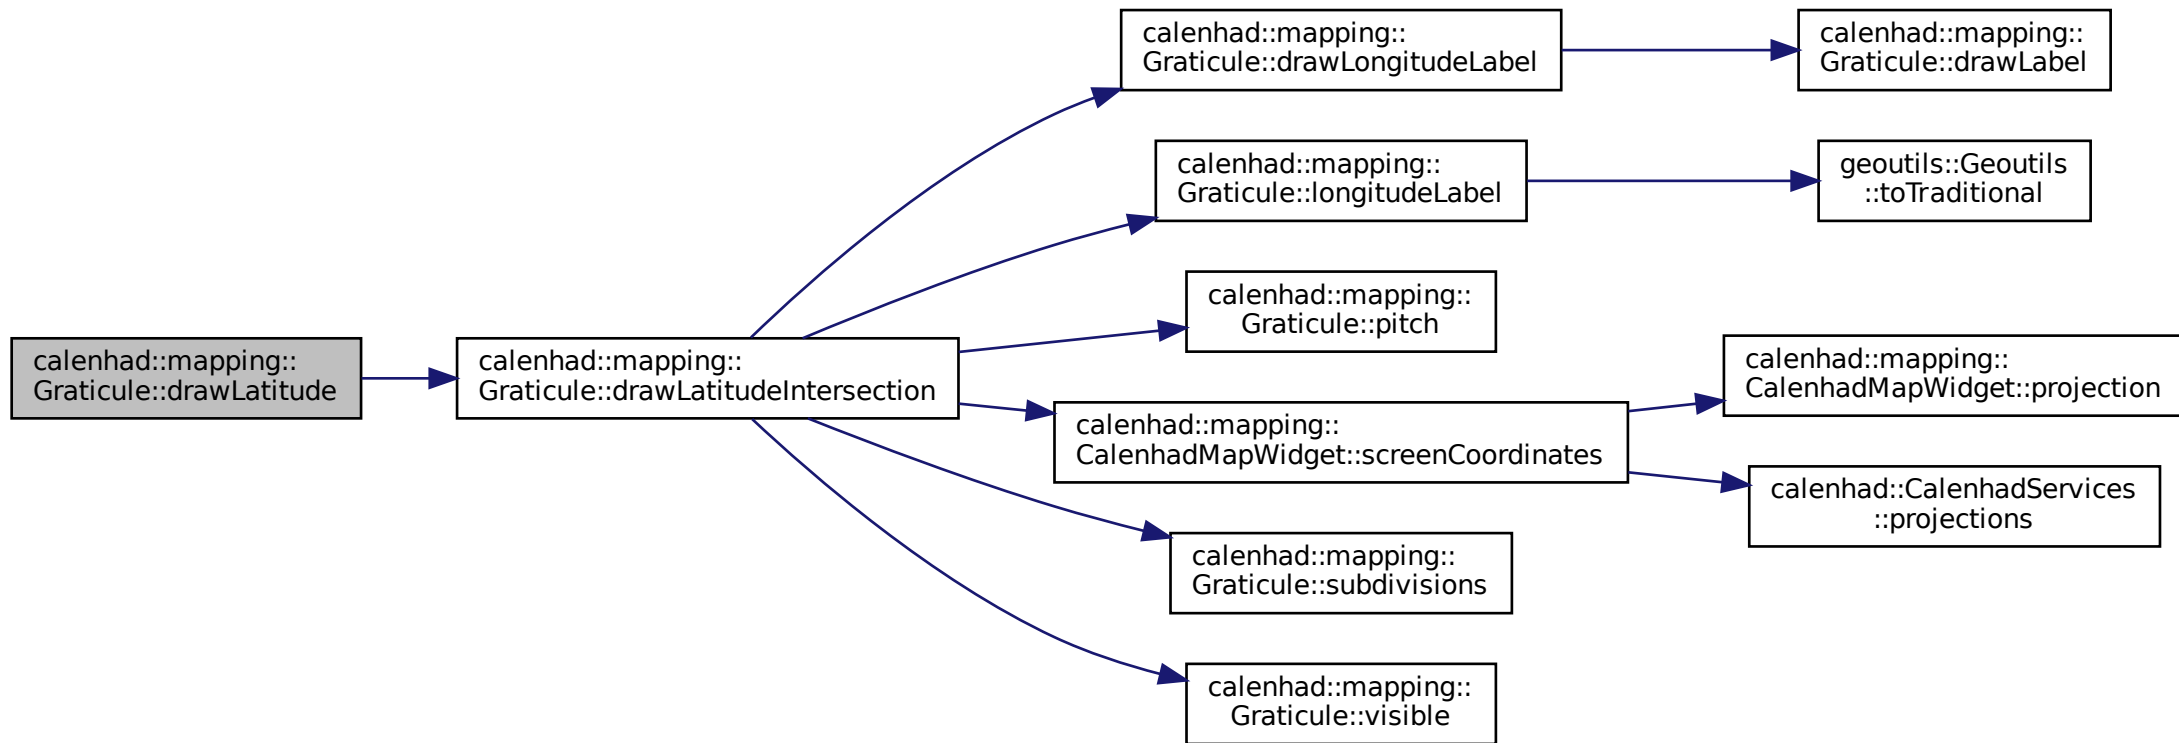 calenhad::mapping::
Graticule::drawLatitude
calenhad::mapping::
Graticule::drawLatitudeIntersection
calenhad::mapping::
Graticule::drawLongitudeLabel
calenhad::mapping::
Graticule::drawLabel
calenhad::mapping::
Graticule::longitudeLabel
geoutils::Geoutils
::toTraditional
calenhad::mapping::
Graticule::pitch
calenhad::mapping::
CalenhadMapWidget::screenCoordinates
calenhad::mapping::
CalenhadMapWidget::projection
calenhad::CalenhadServices
::projections
calenhad::mapping::
Graticule::subdivisions
calenhad::mapping::
Graticule::visible